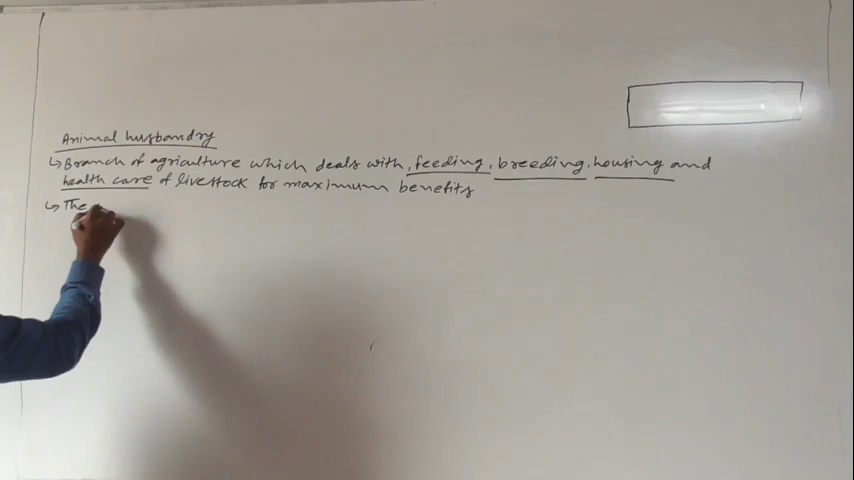 Animal husbandry
↳ Branch of agriculture which deals with, feeding, breeding, housing and
health care of livestock for maximum benefits
↳ The